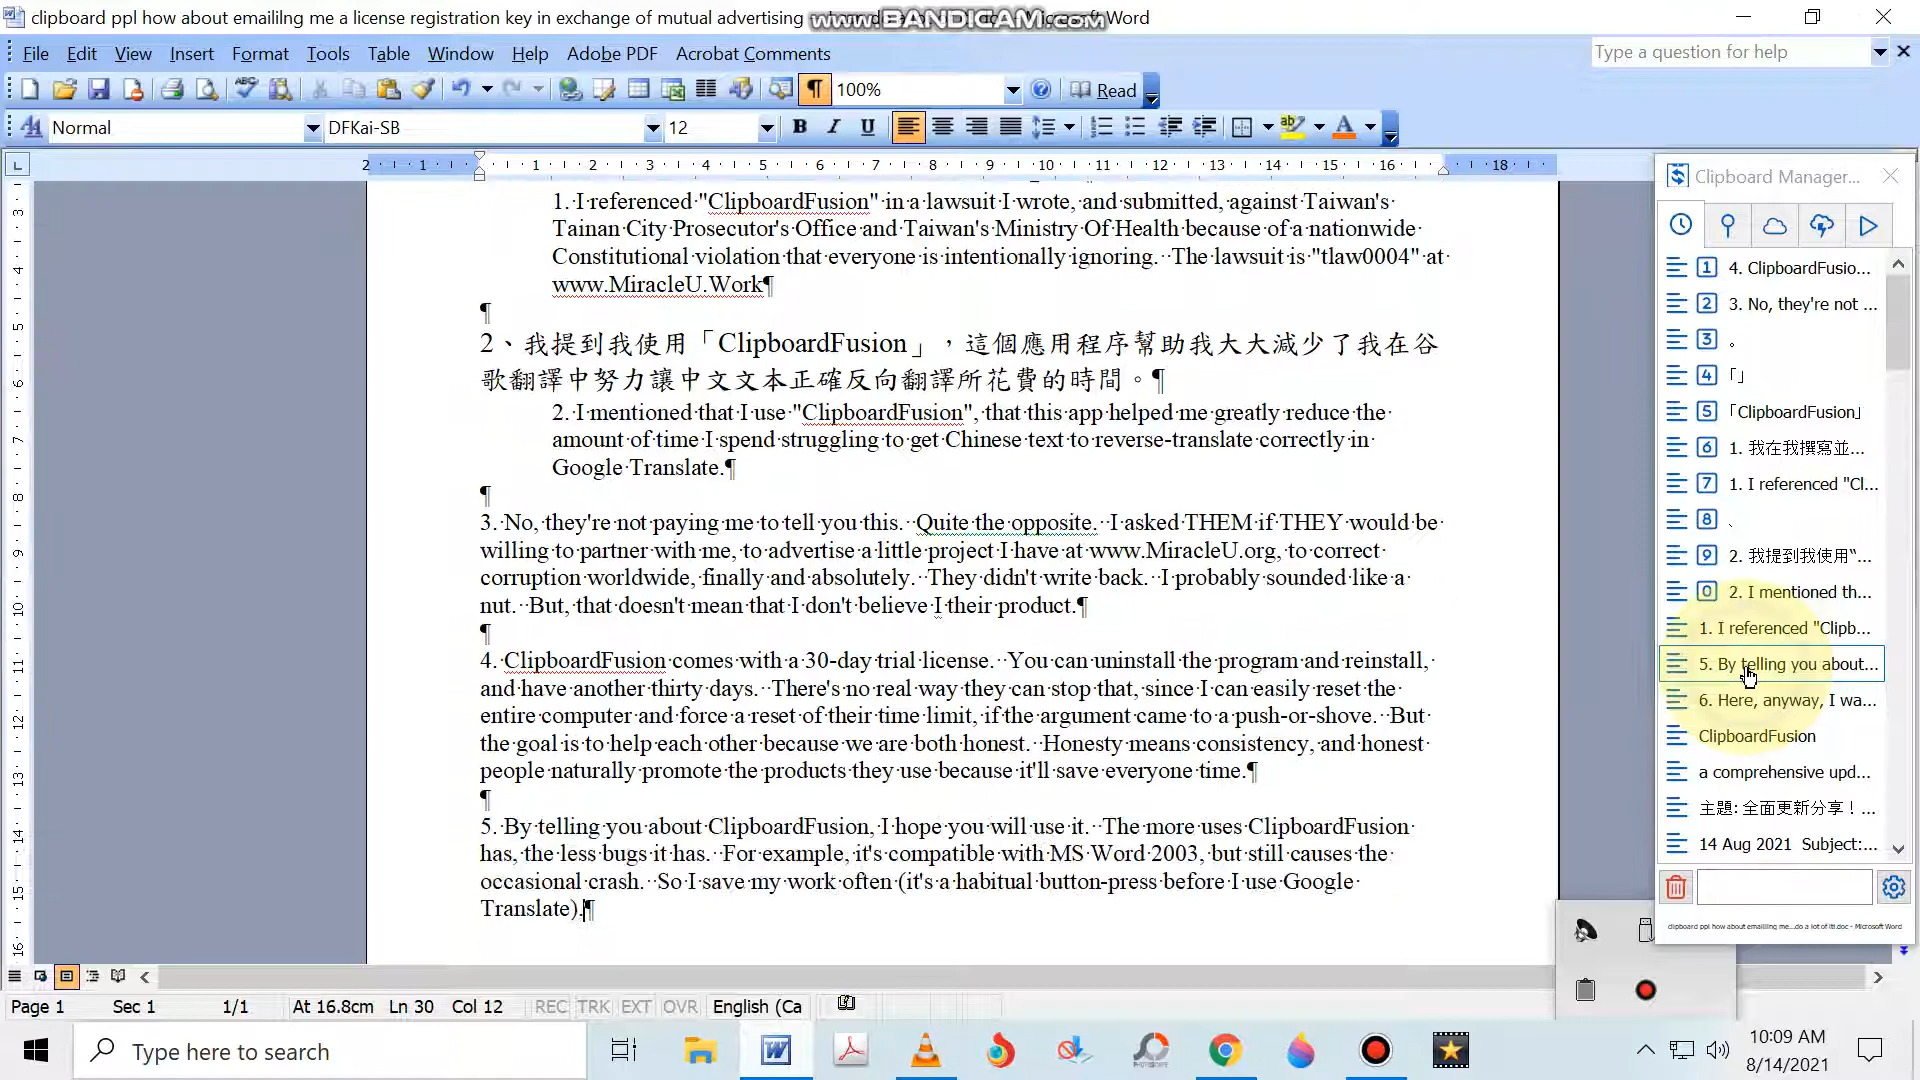 clipboard ppl how about emaililng me a license registration key in exchange of mutual advertising
www.BANDICAM.com
Microsoft Word
File Edit View Insert Format Tools Table Window Help Adobe PDF Acrobat Comments
Type a question for help
100%
Read
Normal
DFKai-SB
12
2 1 1 2 3 4 5 6 7 8 9 10 11 12 13 14 15 16 18
1. I referenced "ClipboardFusion" in a lawsuit I wrote, and submitted, against Taiwan's
Tainan City Prosecutor's Office and Taiwan's Ministry Of Health because of a nationwide
Constitutional violation that everyone is intentionally ignoring.  The lawsuit is "tlaw0004" at
www.MiracleU.Work¶
¶
2、我提到我使用「ClipboardFusion」，這個應用程序幫助我大大減少了我在谷
歌翻譯中努力讓中文文本正確反向翻譯所花費的時間。¶
2. I mentioned that I use "ClipboardFusion", that this app helped me greatly reduce the
amount of time I spend struggling to get Chinese text to reverse-translate correctly in
Google Translate.¶
¶
3. No, they're not paying me to tell you this.  Quite the opposite.  I asked THEM if THEY would be
willing to partner with me, to advertise a little project I have at www.MiracleU.org, to correct
corruption worldwide, finally and absolutely.  They didn't write back.  I probably sounded like a
nut.  But, that doesn't mean that I don't believe I their product.¶
¶
4. ClipboardFusion comes with a 30-day trial license.  You can uninstall the program and reinstall,
and have another thirty days.  There's no real way they can stop that, since I can easily reset the
entire computer and force a reset of their time limit, if the argument came to a push-or-shove.  But
the goal is to help each other because we are both honest.  Honesty means consistency, and honest
people naturally promote the products they use because it'll save everyone time.¶
¶
5. By telling you about ClipboardFusion, I hope you will use it.  The more uses ClipboardFusion
has, the less bugs it has.  For example, it's compatible with MS Word 2003, but still causes the
occasional crash.  So I save my work often (it's a habitual button-press before I use Google
Translate).¶
Clipboard Manager...
1 4. ClipboardFusio...
2 3. No, they're not ...
3 。
4 「」
5 「ClipboardFusion」
6 1. 我在我撰寫並...
7 1. I referenced "Cl...
8 、
9 2. 我提到我使用“...
0 2. I mentioned th...
1. I referenced "Clipb...
5. By telling you about...
6. Here, anyway, I wa...
ClipboardFusion
a comprehensive upd...
主題: 全面更新分享！...
14 Aug 2021  Subject:...
clipboard ppl how about emaililng me...do a lot of it).doc - Microsoft Word
Page 1 Sec 1 1/1 At 16.8cm Ln 30 Col 12 REC TRK EXT OVR English (Ca
Type here to search
10:09 AM
8/14/2021